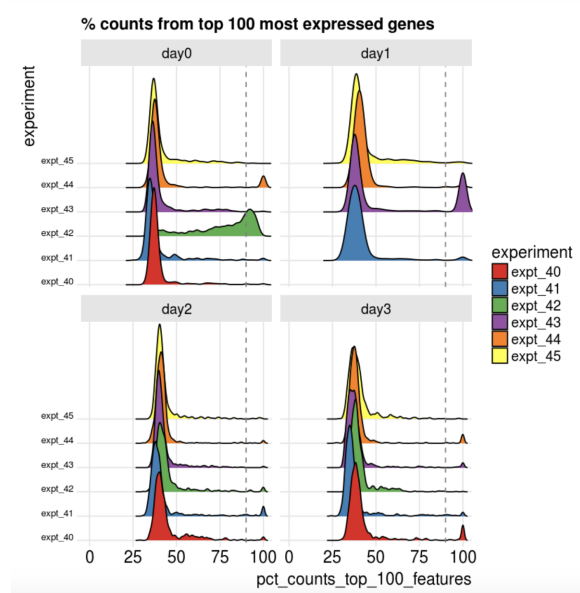 % counts from top 100 most expressed genes
day0
day1
experiment
expt_45
expt_44
expt_43
expt_42
expt_41
expt_40
experiment
expt_40
expt_41
expt_42
expt_43
expt_44
expt_45
day2
day3
expt_45
expt_44
expt_43
expt_42
expt_41
expt_40
0 25 50 75 100 0 25 50 75 100
pct_counts_top_100_features